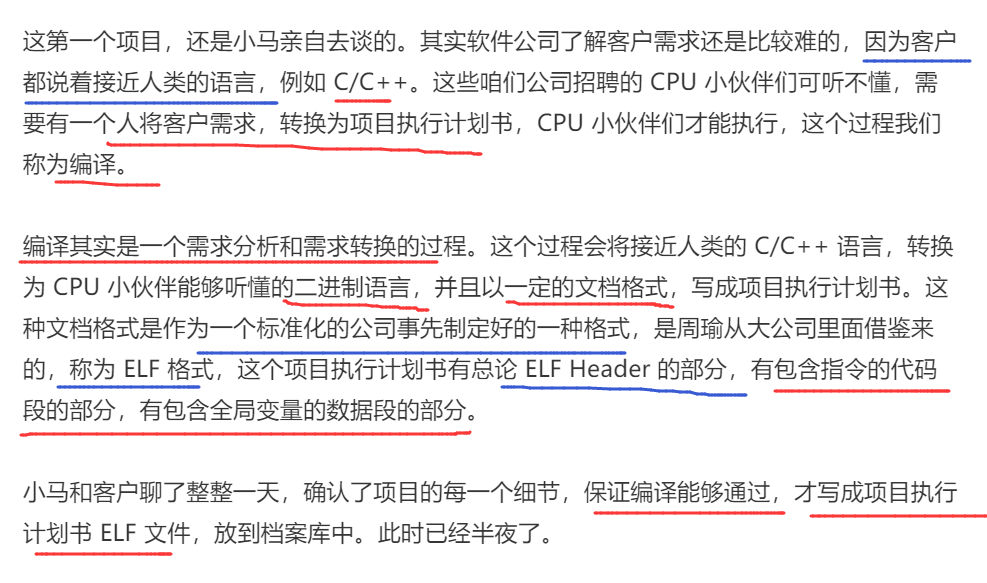 这第一个项目，还是小马亲自去谈的。其实软件公司了解客户需求还是比较难的，因为客户
都说着接近人类的语言，例如 C/C++。这些咱们公司招聘的 CPU 小伙伴们可听不懂，需
要有一个人将客户需求，转换为项目执行计划书，CPU 小伙伴们才能执行，这个过程我们
称为编译。
编译其实是一个需求分析和需求转换的过程。这个过程会将接近人类的 C/C++ 语言，转换
为 CPU 小伙伴能够听懂的二进制语言，并且以一定的文档格式，写成项目执行计划书。这
种文档格式是作为一个标准化的公司事先制定好的一种格式，是周瑜从大公司里面借鉴来
的，称为 ELF 格式，这个项目执行计划书有总论 ELF Header 的部分，有包含指令的代码
段的部分，有包含全局变量的数据段的部分。
小马和客户聊了整整一天，确认了项目的每一个细节，保证编译能够通过，才写成项目执行
计划书 ELF 文件，放到档案库中。此时已经半夜了。